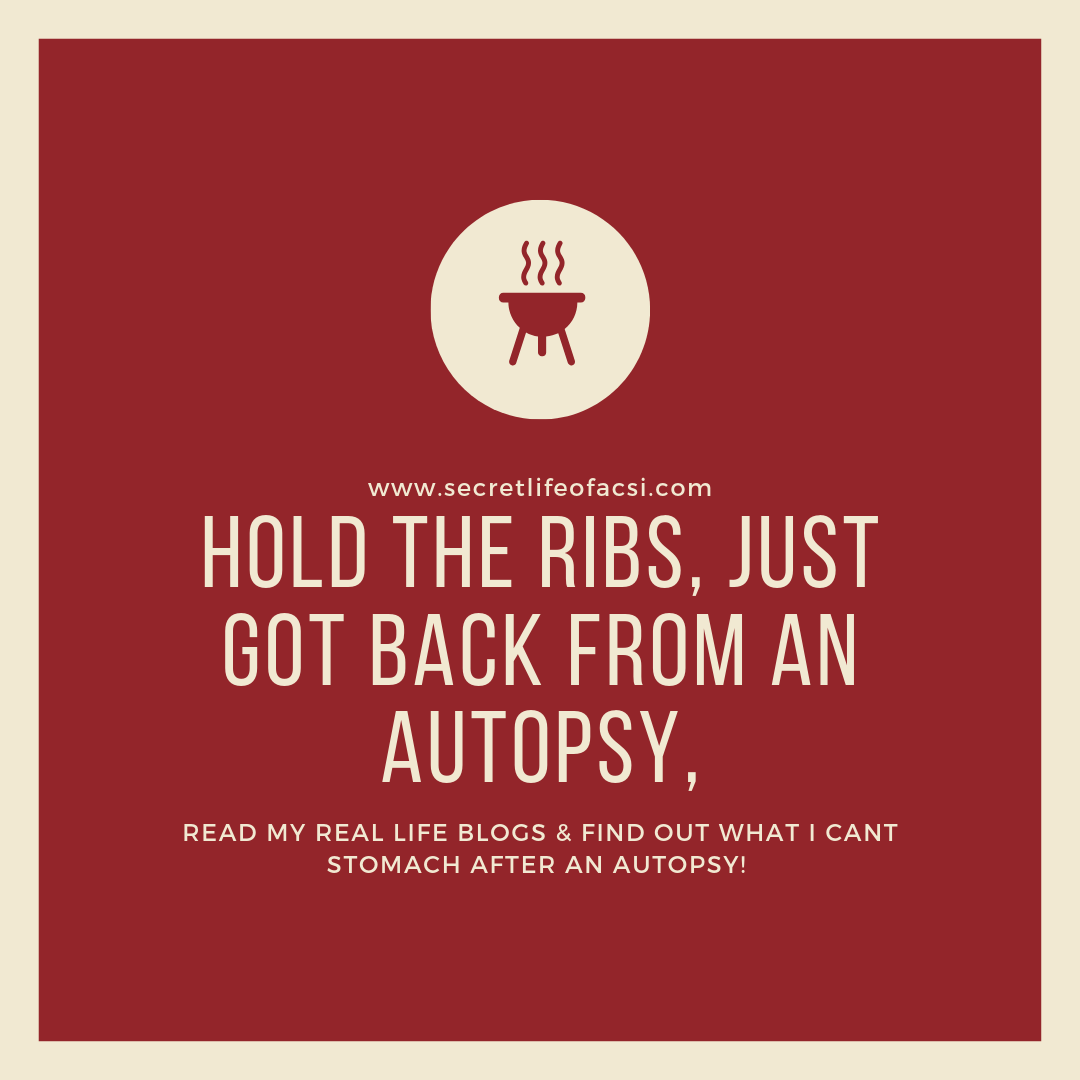 www.secretlifeofacsi.com
HOLD THE RIBS, JUST
GOT BACK FROM AN
AUTOPSY,
READ MY REAL LIFE BLOGS & FIND OUT WHAT I CANT
STOMACH AFTER AN AUTOPSY!